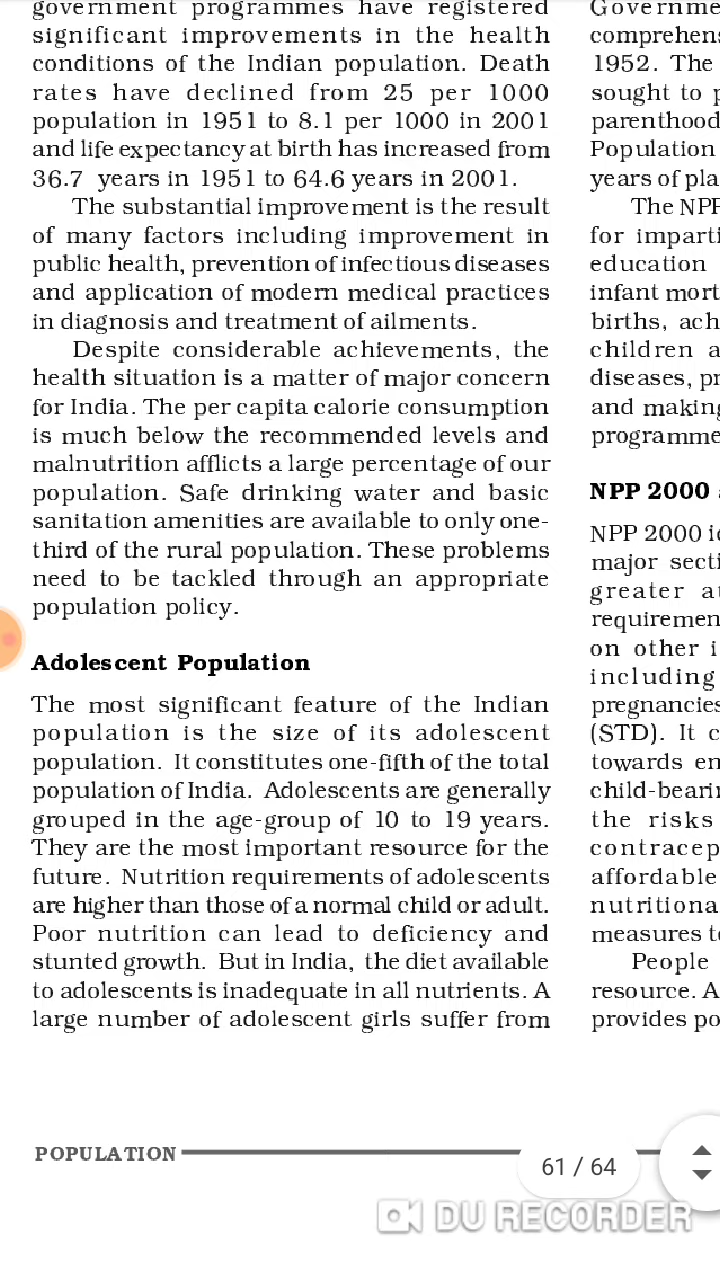 government programmes have registered
significant improvements in the health
conditions of the Indian population. Death
rates have declined from 25 per 1000
population in 1951 to 8.1 per 1000 in 2001
and life expectancy at birth has increased from
36.7 years in 1951 to 64.6 years in 2001.
The substantial improvement is the result
of many factors including improvement in
public health, prevention of infectious diseases
and application of modern medical practices
in diagnosis and treatment of ailments.
Despite considerable achievements, the
health situation is a matter of major concern
for India. The per capita calorie consumption
is much below the recommended levels and
malnutrition afflicts a large percentage of our
population. Safe drinking water and basic
sanitation amenities are available to only one-
third of the rural population. These problems
need to be tackled through an appropriate
population policy.
Adolescent Population
The most significant feature of the Indian
population is the size of its adolescent
population. It constitutes one-fifth of the total
population of India. Adolescents are generally
grouped in the age-group of 10 to 19 years.
They are the most important resource for the
future. Nutrition requirements of adolescents
are higher than those of a normal child or adult.
Poor nutrition can lead to deficiency and
stunted growth. But in India, the diet available
to adolescents is inadequate in all nutrients. A
large number of adolescent girls suffer from
Governme
comprehens
1952. The
sought to p
parenthood
Population
years of pla
The NPP
for imparti
education
infant mort
births, ach
children a
diseases, pr
and making
programme
NPP 2000
NPP 2000 id
major secti
greater at
requiremen
on other i
including
pregnancies
(STD). It c
towards en
child-bearin
the risks
contracep
affordable
nutritiona
measures to
People
resource. A
provides po
POPULATION
61 / 64
DU RECORDER